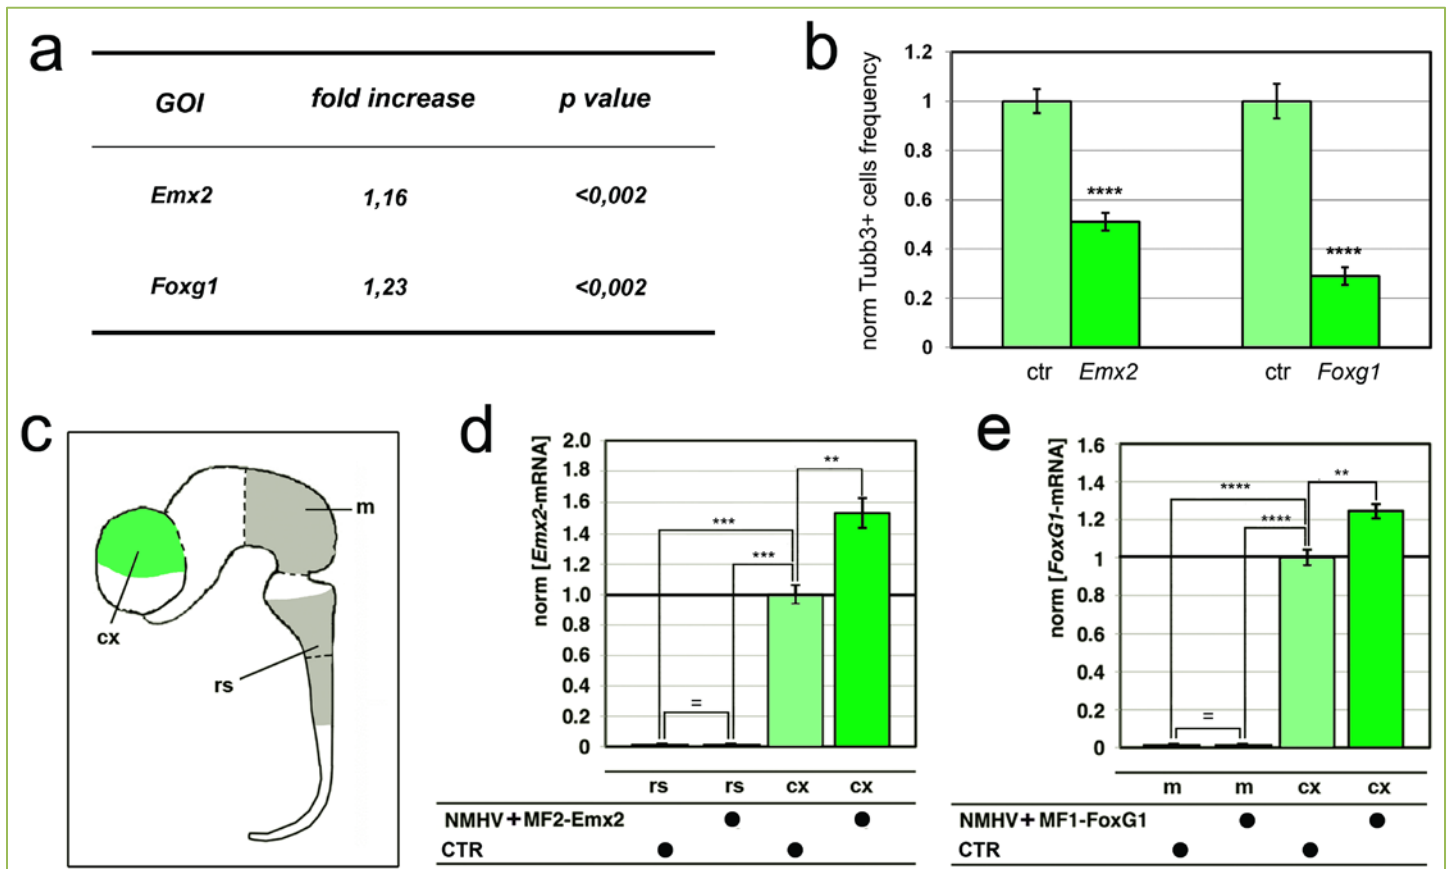 a
GOI fold increase p value
Emx2 1,16 <0,002
Foxg1 1,23 <0,002
b
norm Tubb3+ cells frequency
1.2
1
0.8
0.6
0.4
0.2
0
****
****
ctr Emx2 ctr Foxg1
c
m
cx
rs
d
norm [Emx2-mRNA]
2.0
1.8
1.6
1.4
1.2
1.0
0.8
0.6
0.4
0.2
0
**
***
***
=
rs rs cx cx
NMHV+MF2-Emx2
CTR
e
norm [FoxG1-mRNA]
1.6
1.4
1.2
1
0.8
0.6
0.4
0.2
0
**
****
****
=
m m cx cx
NMHV+MF1-FoxG1
CTR